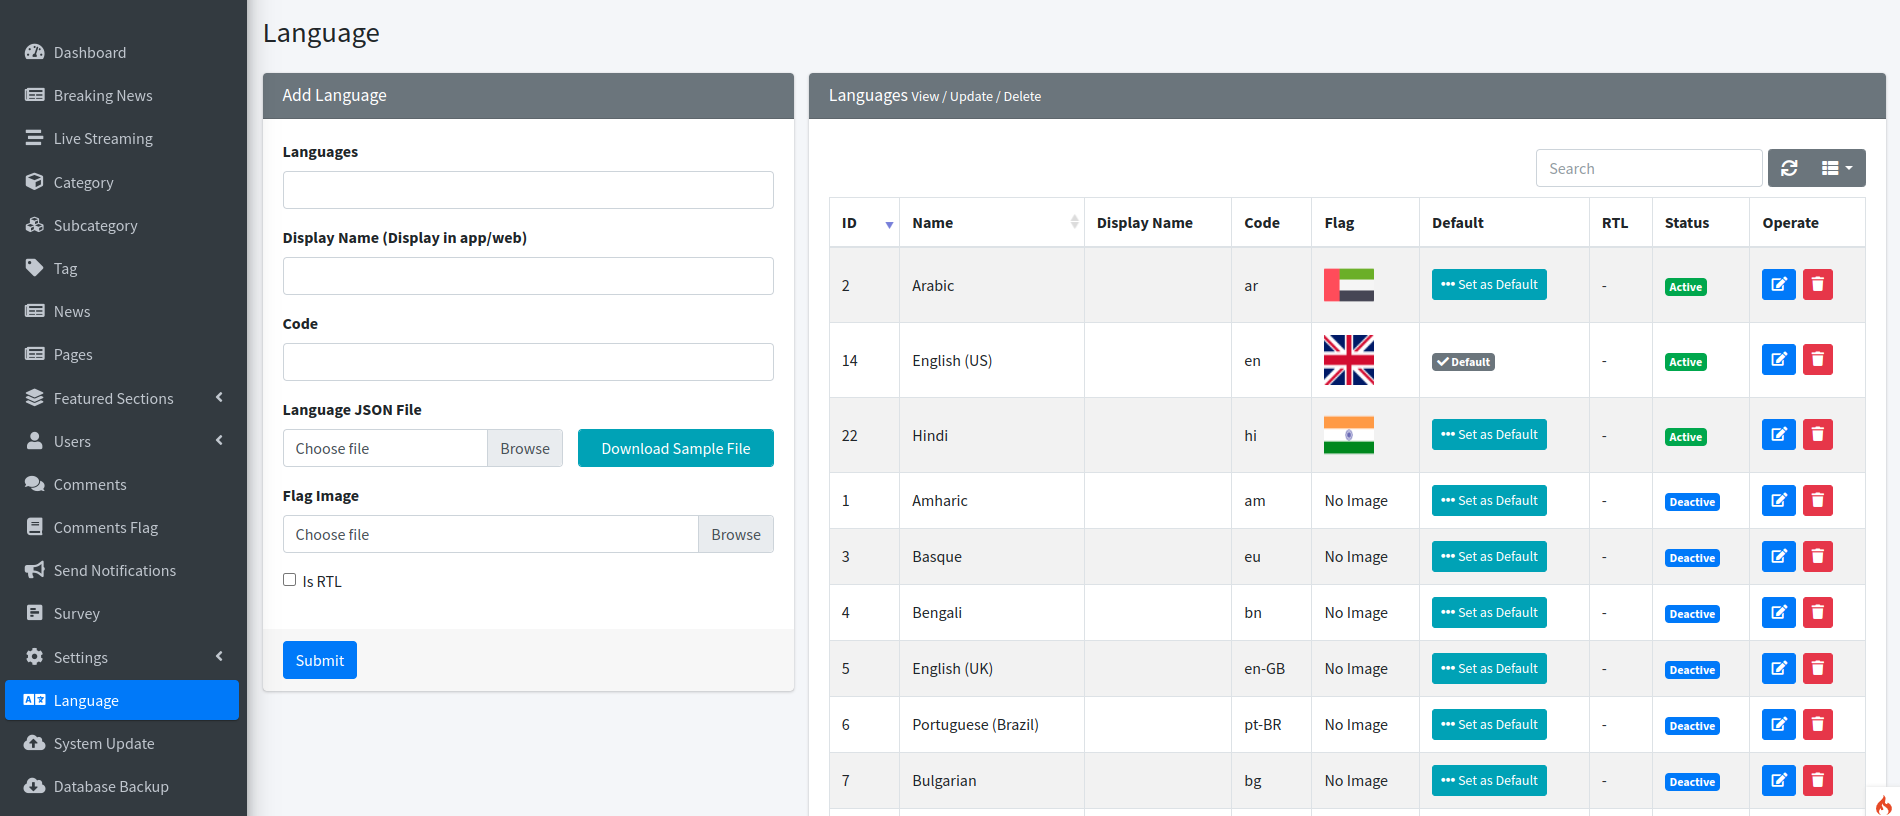 Dashboard
Breaking News
Live Streaming
Category
Subcategory
Tag
News
Pages
Featured Sections
Users
Comments
Comments Flag
Send Notifications
Survey
Settings
Language
System Update
Database Backup
Language
Add Language
Languages
Display Name (Display in app/web)
Code
Language JSON File
Choose file Browse Download Sample File
Flag Image
Choose file Browse
Is RTL
Submit
Languages View / Update / Delete
Search
ID Name Display Name Code Flag Default RTL Status Operate
2 Arabic ar Set as Default - Active
14 English (US) en Default - Active
22 Hindi hi Set as Default - Active
1 Amharic am No Image Set as Default - Deactive
3 Basque eu No Image Set as Default - Deactive
4 Bengali bn No Image Set as Default - Deactive
5 English (UK) en-GB No Image Set as Default - Deactive
6 Portuguese (Brazil) pt-BR No Image Set as Default - Deactive
7 Bulgarian bg No Image Set as Default - Deactive